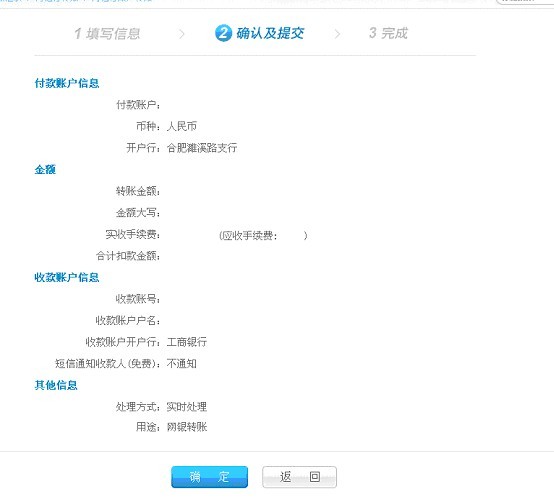 1 填写信息 > 2 确认及提交 > 3 完成
付款账户信息
付款账户：
币种：人民币
开户行：合肥濉溪路支行
金额
转账金额：
金额大写：
实收手续费： （应收手续费： ）
合计扣款金额：
收款账户信息
收款账号：
收款账户户名：
收款账户开户行：工商银行
短信通知收款人(免费)：不通知
其他信息
处理方式：实时处理
用途：网银转账
确 定 返 回